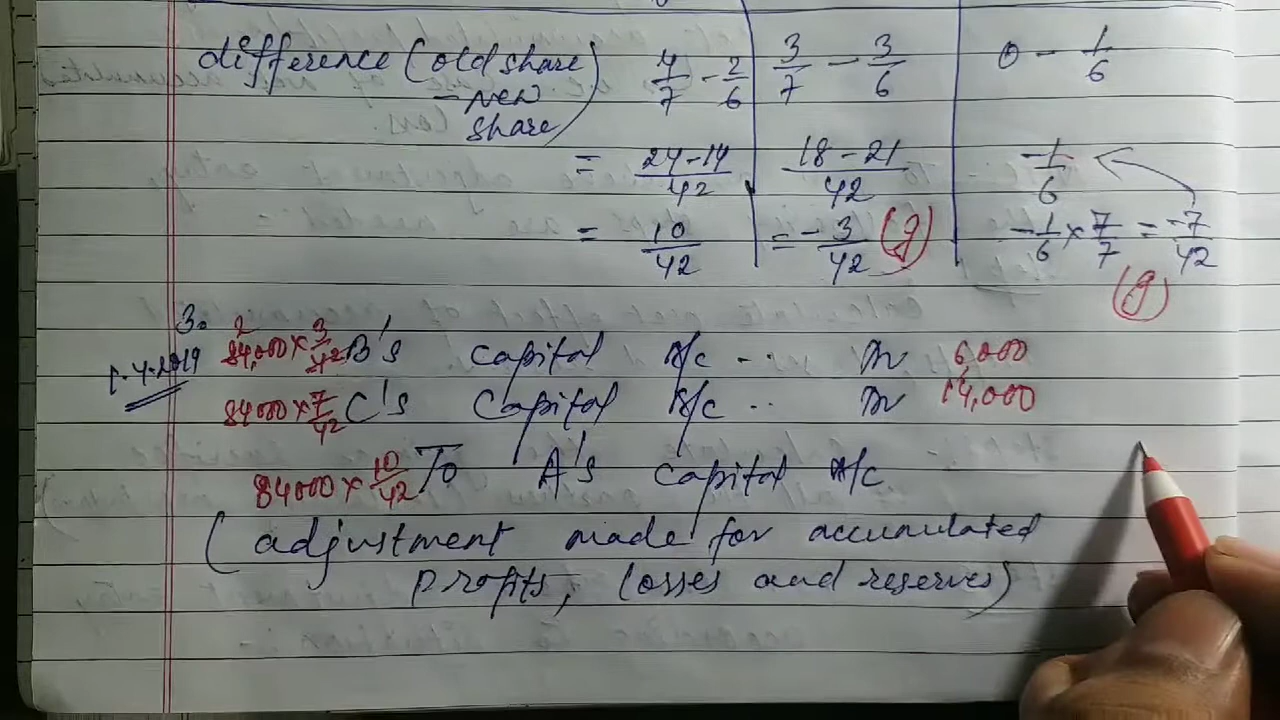 difference (old share) 4/7 - 2/6 3/7 - 3/6 0 - 1/6
- new
share)
= 24-14/42 18-21/42 -1/6
= 10/42 = -3/42 (g) -1/6 × 7/7 = -7/42
(g)
3. 2
1.4.2019 84,000 × 3/42 B's capital A/c ... Dr 6,000
84000 × 7/42 C's Capital A/c .. Dr 14,000
84000 × 10/42 To A's capital A/c
(adjustment made for accumulated
profits, losses and reserves)